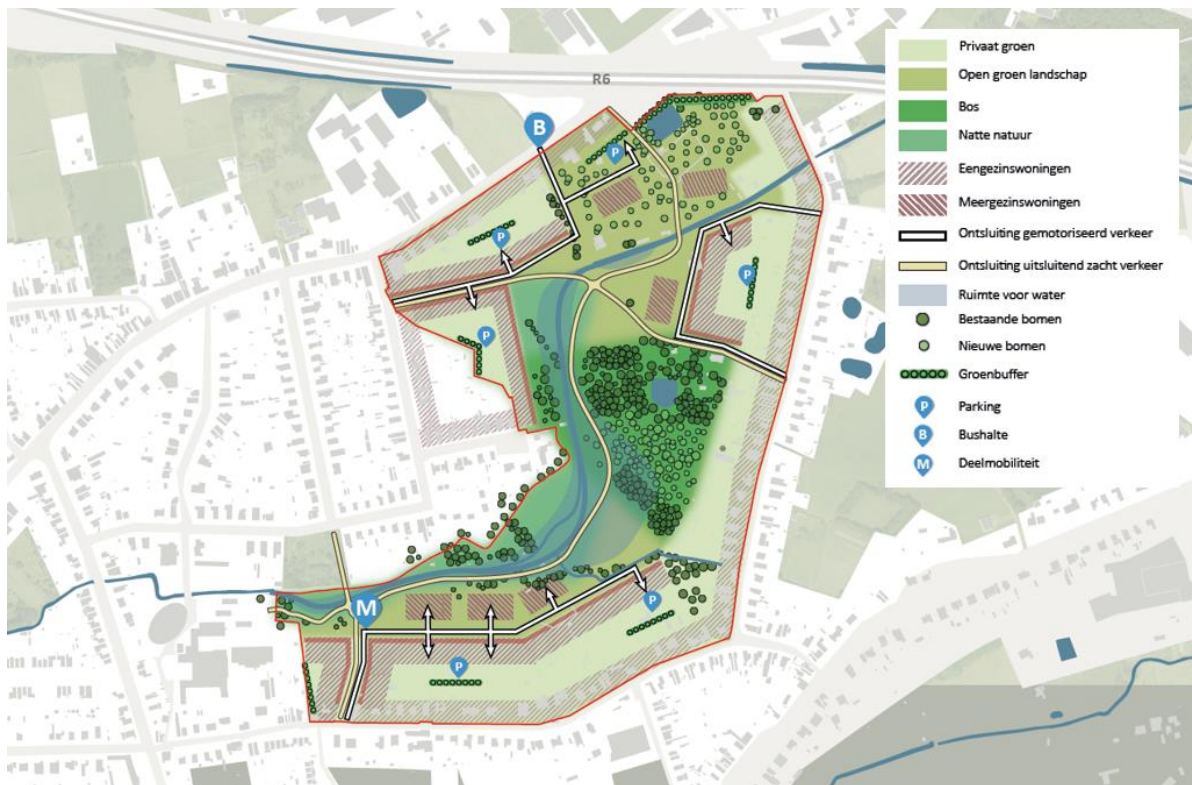 R6
B
P
P
P
P
P
P
M
Privaat groen
Open groen landschap
Bos
Natte natuur
Eengezinswoningen
Meergezinswoningen
Ontsluiting gemotoriseerd verkeer
Ontsluiting uitsluitend zacht verkeer
Ruimte voor water
Bestaande bomen
Nieuwe bomen
Groenbuffer
P Parking
B Bushalte
M Deelmobiliteit